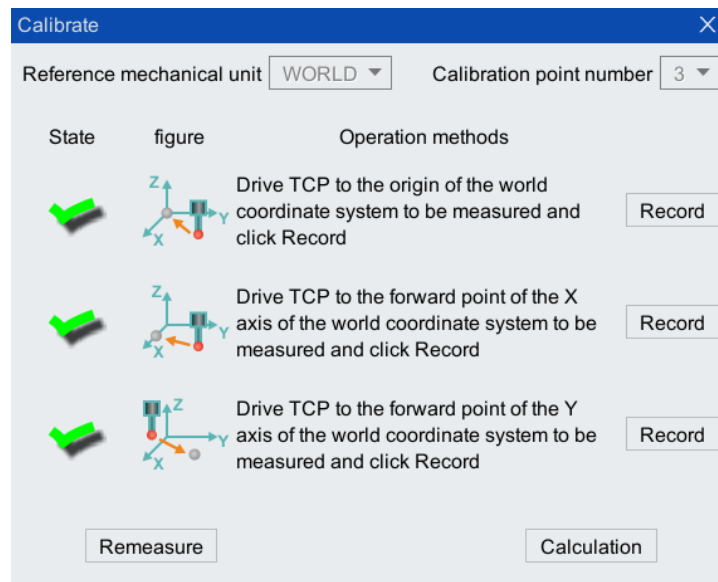 Calibrate X
Reference mechanical unit WORLD Calibration point number 3
State figure Operation methods
Z Y X
Drive TCP to the origin of the world
coordinate system to be measured and
click Record
Record
Z Y X
Drive TCP to the forward point of the X
axis of the world coordinate system to be
measured and click Record
Record
Z Y X
Drive TCP to the forward point of the Y
axis of the world coordinate system to be
measured and click Record
Record
Remeasure Calculation